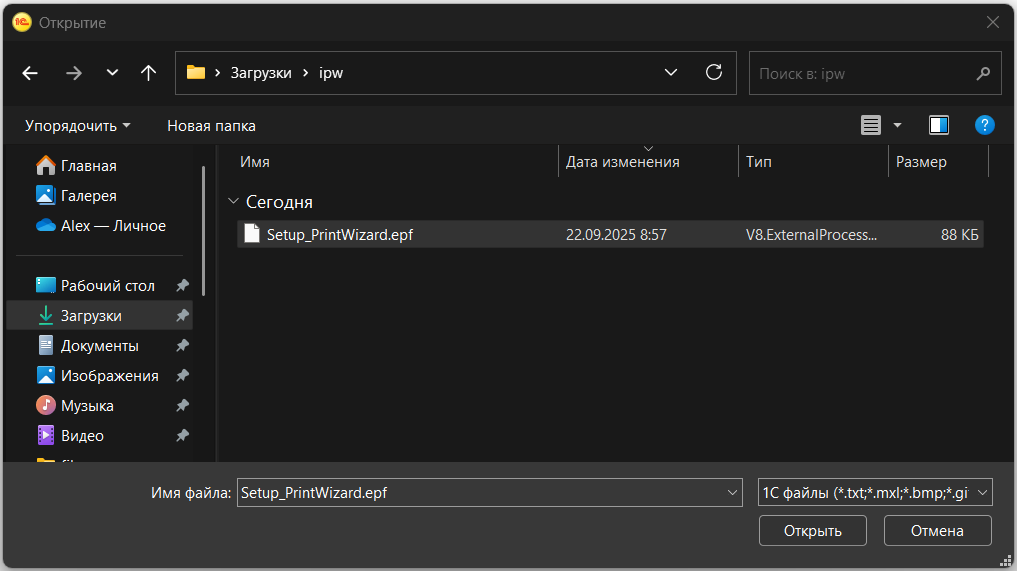 1С Открытие
Загрузки ipw
Поиск в: ipw
Упорядочить Новая папка ?
Имя Дата изменения Тип Размер
Главная
Галерея
Alex — Личное
Рабочий стол
Загрузки
Документы
Изображения
Музыка
Видео
Сегодня
Setup_PrintWizard.epf 22.09.2025 8:57 V8.ExternalProcess... 88 КБ
Имя файла: Setup_PrintWizard.epf 1С файлы (*.txt;*.mxl;*.bmp;*.gi
Открыть Отмена